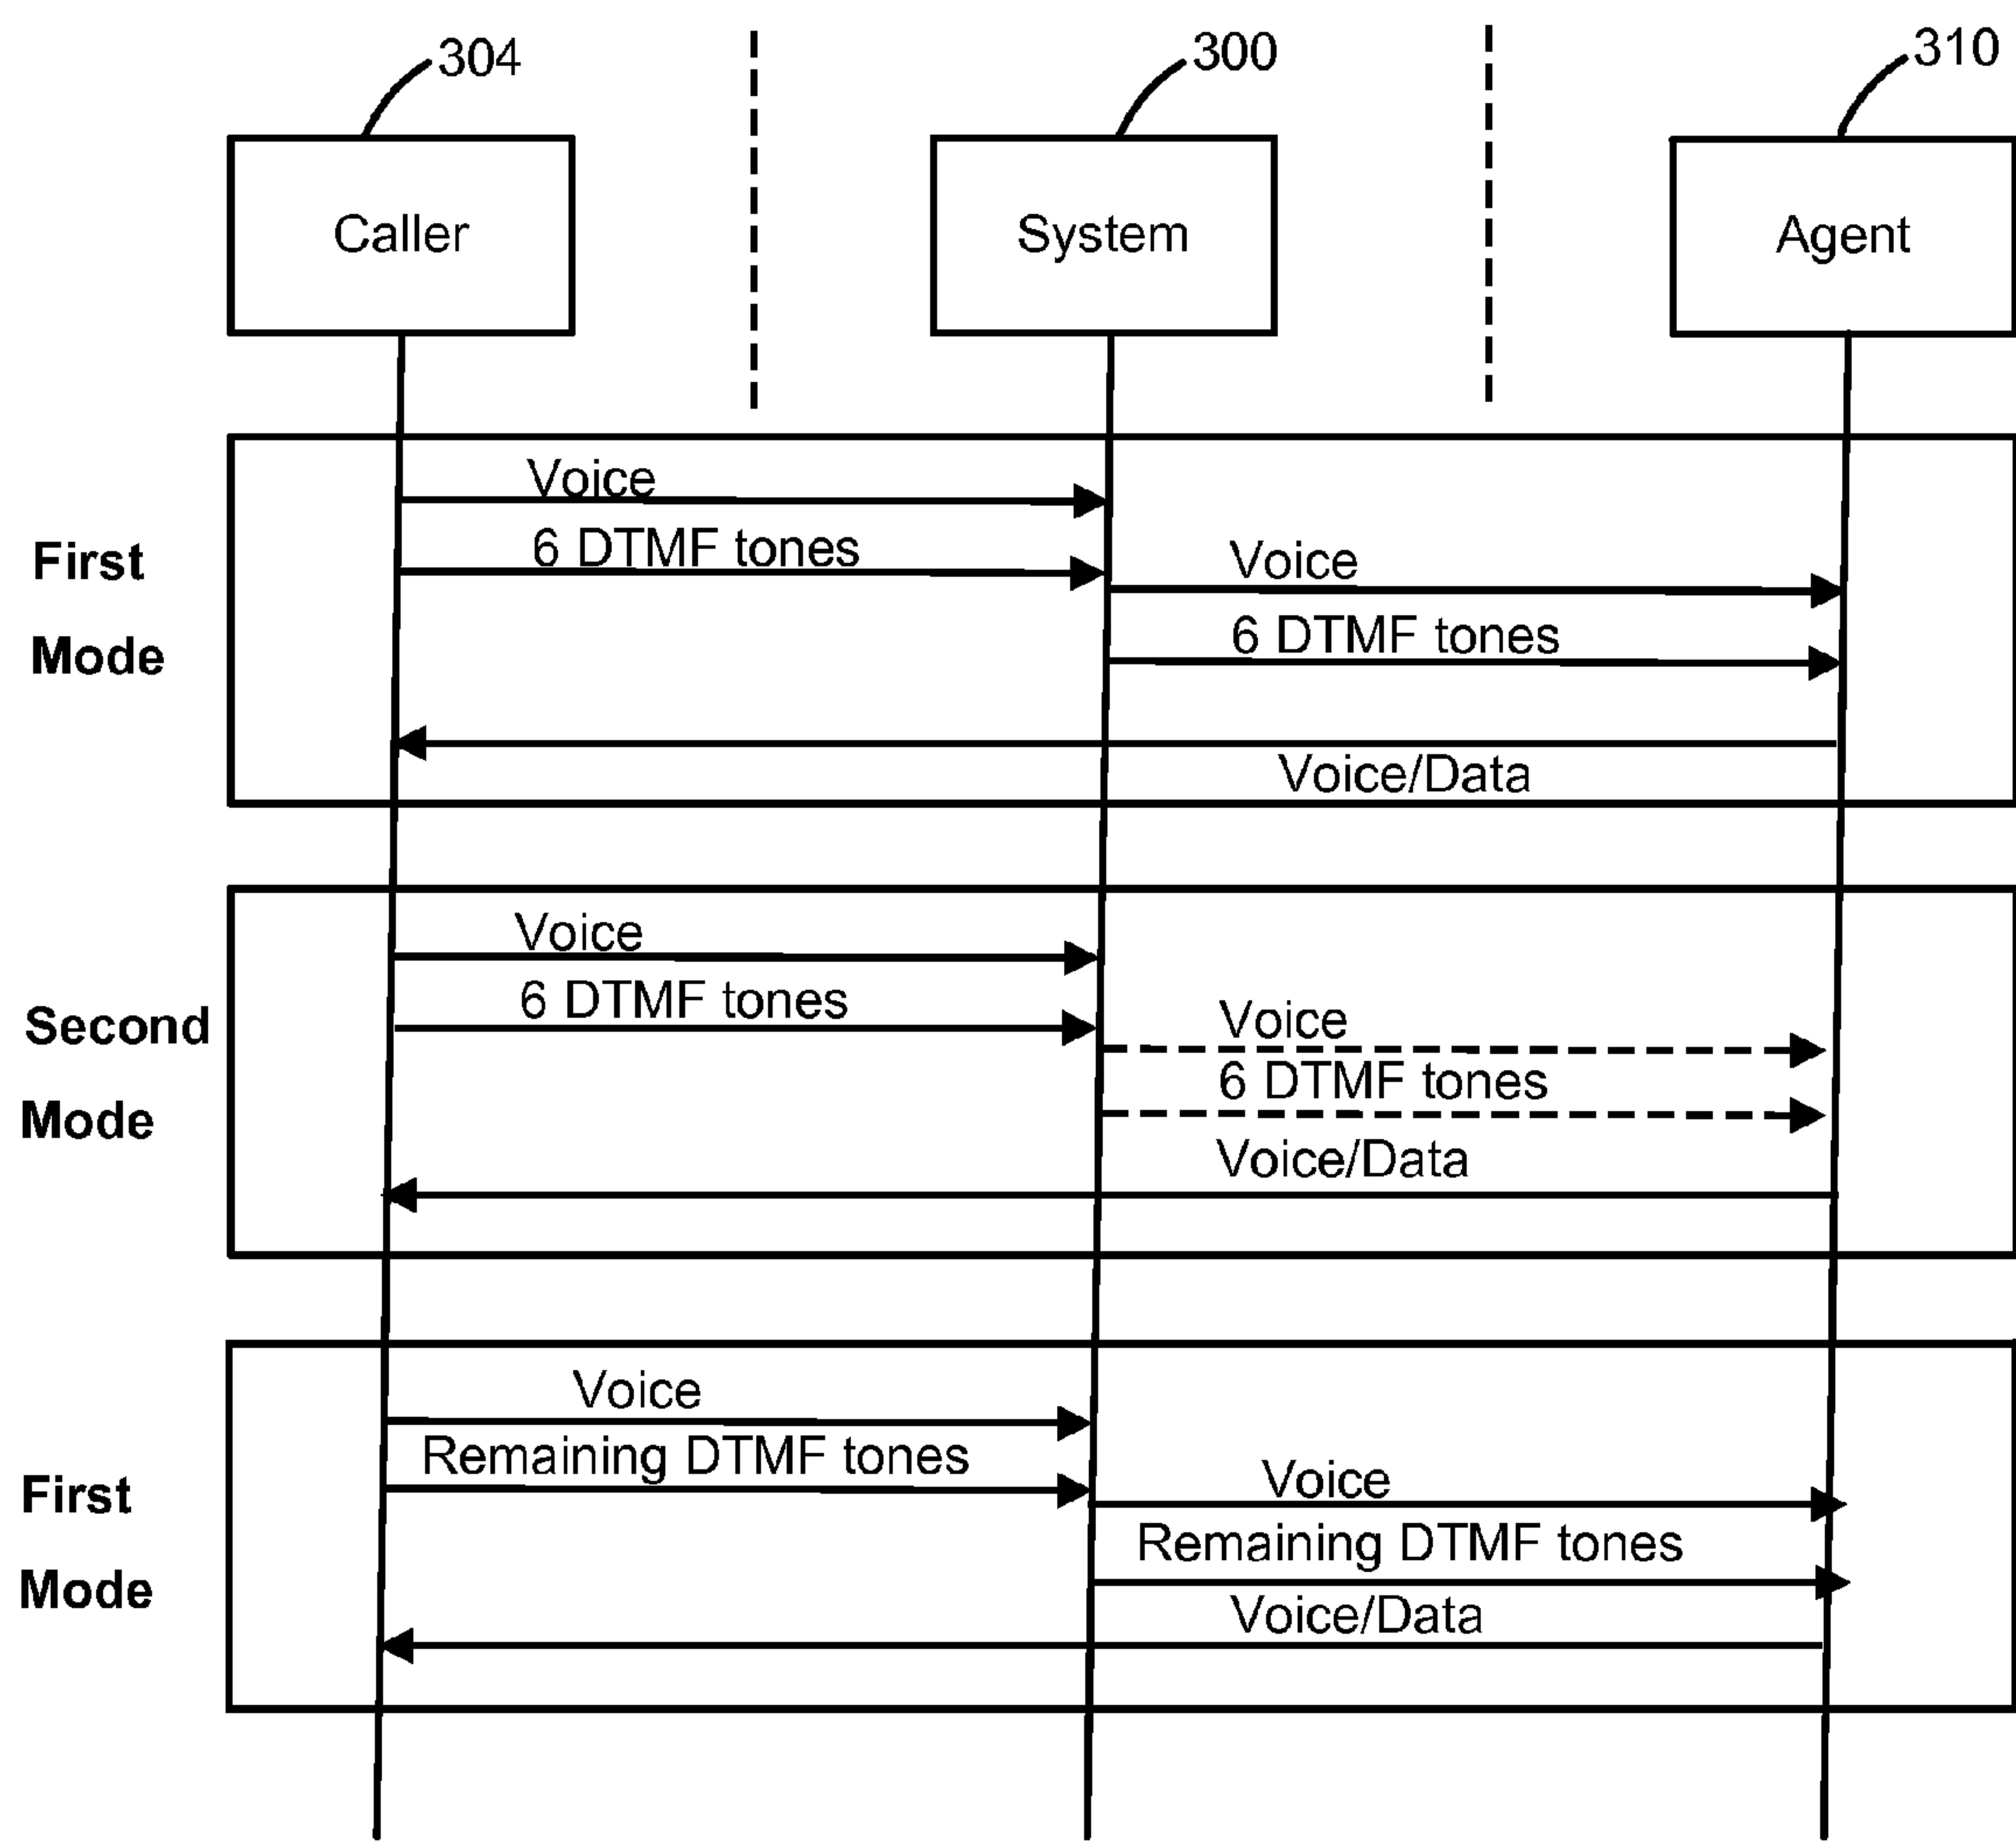 304
300
310
Caller
System
Agent
First
Mode
Voice
6 DTMF tones
Voice
6 DTMF tones
Voice/Data
Second
Mode
Voice
6 DTMF tones
Voice
6 DTMF tones
Voice/Data
First
Mode
Voice
Remaining DTMF tones
Voice
Remaining DTMF tones
Voice/Data